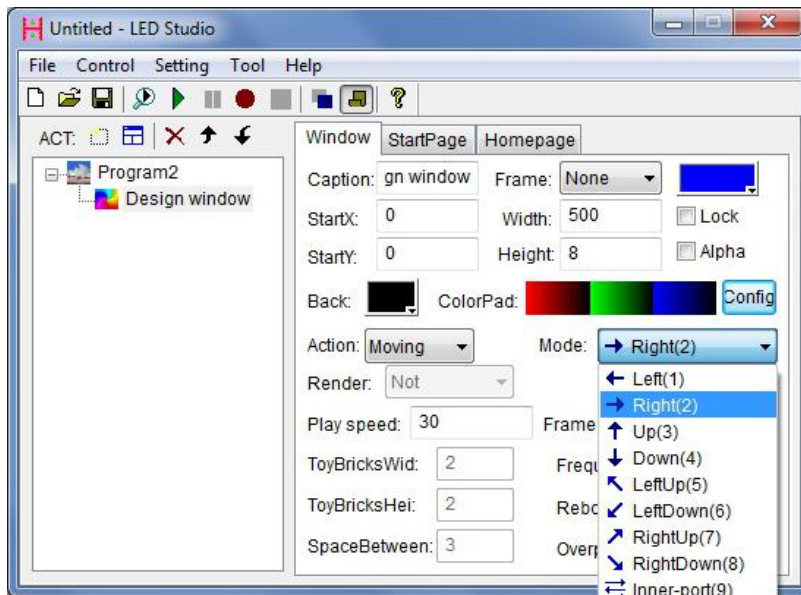 Untitled - LED Studio
File Control Setting Tool Help
ACT:
Program2
Design window
Window StartPage Homepage
Caption: gn window Frame: None
StartX: 0 Width: 500 Lock
StartY: 0 Height: 8 Alpha
Back: ColorPad: Config
Action: Moving Mode: Right(2)
Render: Not Left(1)
Right(2)
Play speed: 30 Frame Up(3)
Down(4)
ToyBricksWid: 2 Frequ
LeftUp(5)
ToyBricksHei: 2 Rebo LeftDown(6)
RightUp(7)
SpaceBetween: 3 Overp RightDown(8)
Inner-port(9)